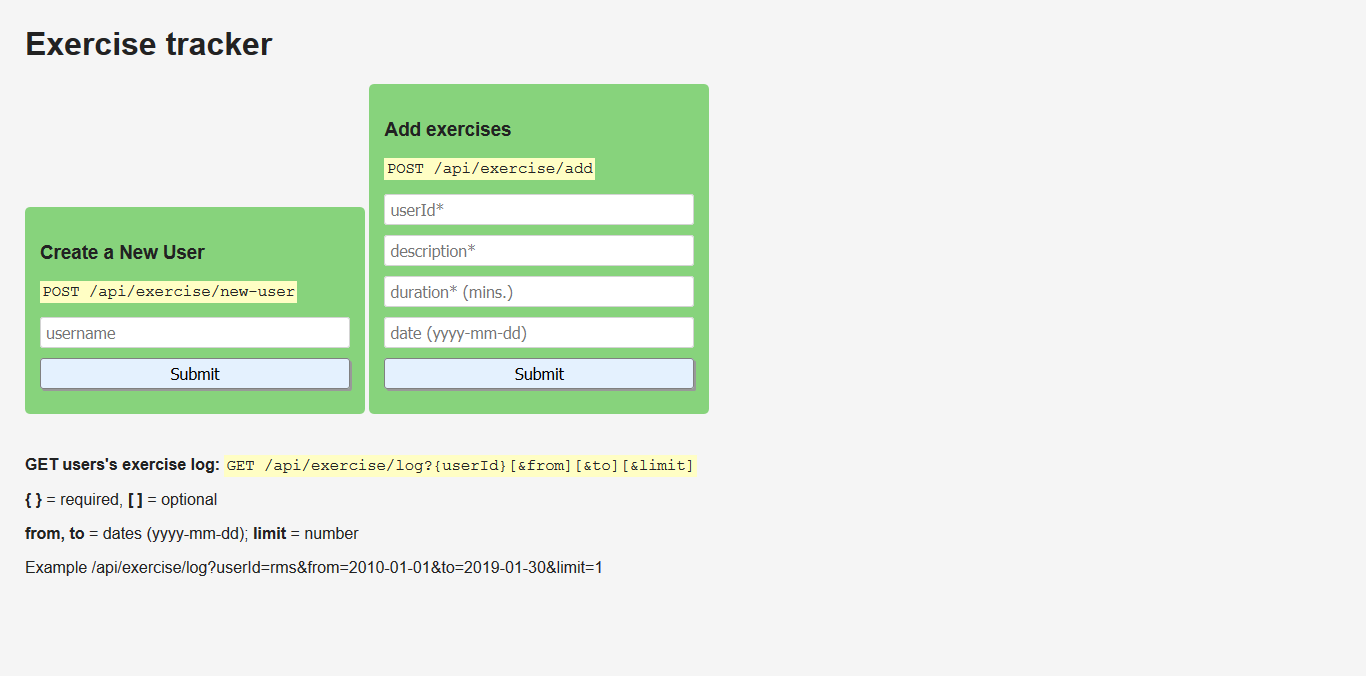 Exercise tracker
Create a New User
POST /api/exercise/new-user
username
Submit
Add exercises
POST /api/exercise/add
userId*
description*
duration* (mins.)
date (yyyy-mm-dd)
Submit
GET users's exercise log: GET /api/exercise/log?{userId}[&from][&to][&limit]
{ } = required, [ ] = optional
from, to = dates (yyyy-mm-dd); limit = number
Example /api/exercise/log?userId=rms&from=2010-01-01&to=2019-01-30&limit=1